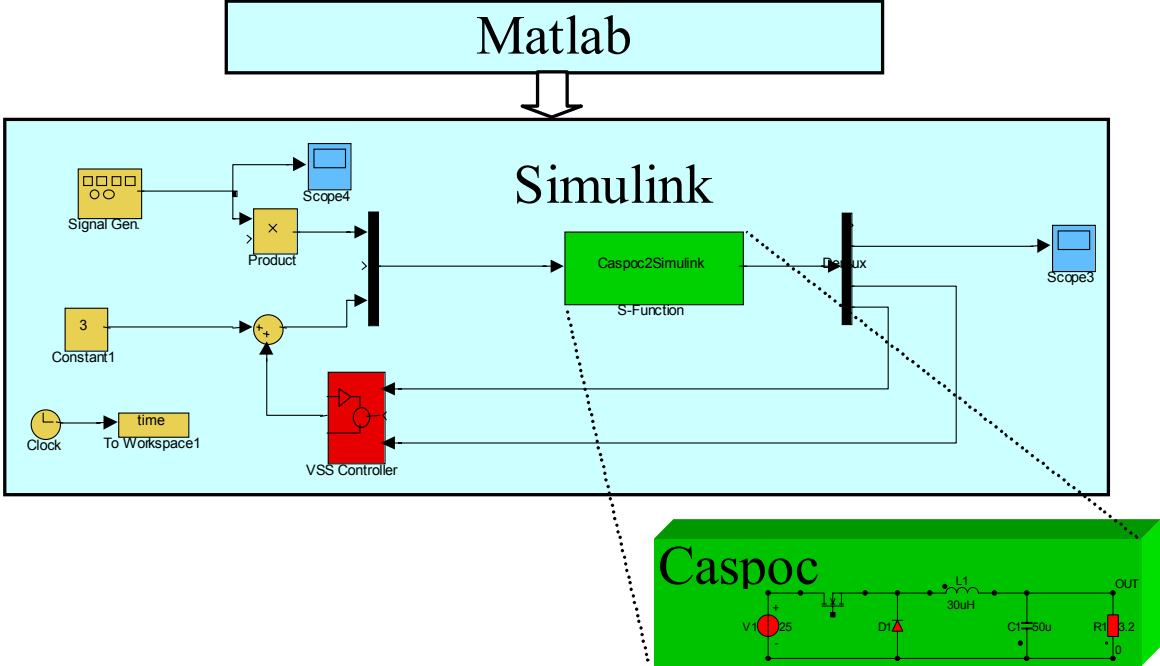 Matlab
Simulink
Scope4
Signal Gen.
×
Product
Caspoc2Simulink
S-Function
Demux
Scope3
3
Constant1
+
+
time
Clock
To Workspace1
VSS Controller
Caspoc
L1
OUT
30uH
+
V1 25
D1
C1 50u
R1 3.2
-
0